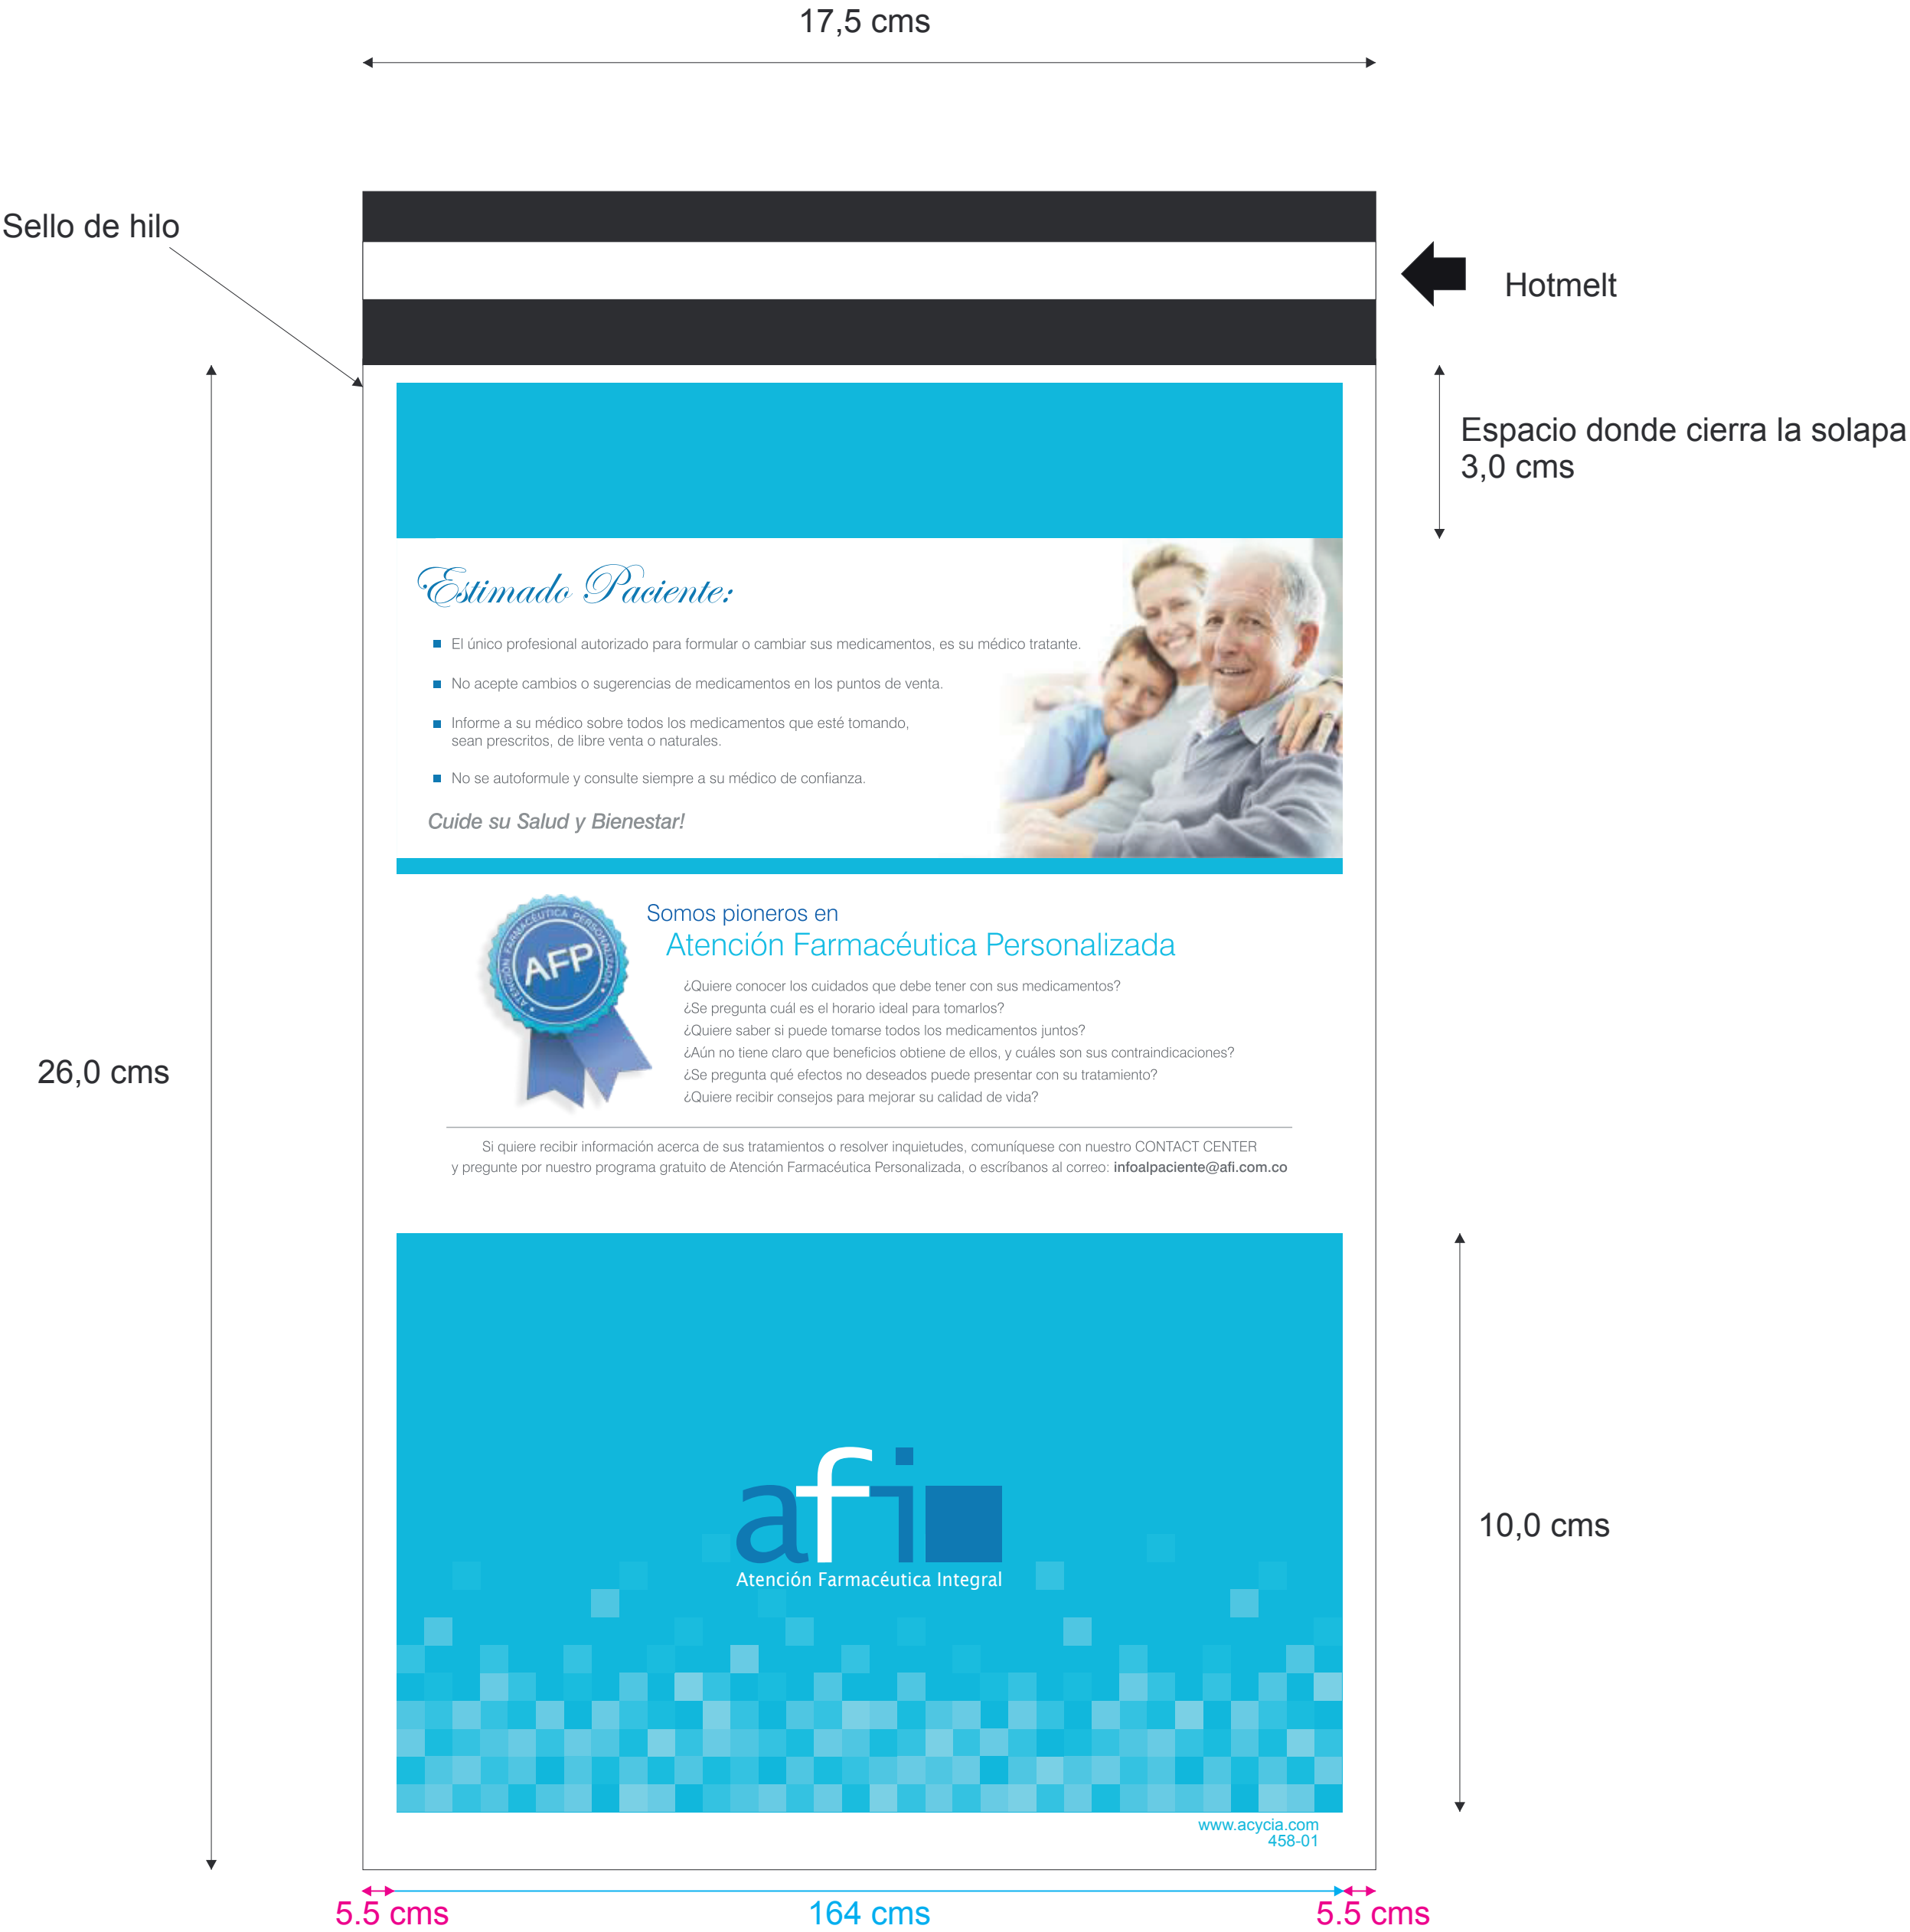 17,5 cms
Sello de hilo
Hotmelt
Espacio donde cierra la solapa
3,0 cms
Estimado Paciente:
El único profesional autorizado para formular o cambiar sus medicamentos, es su médico tratante.
No acepte cambios o sugerencias de medicamentos en los puntos de venta.
Informe a su médico sobre todos los medicamentos que esté tomando,
sean prescritos, de libre venta o naturales.
No se autoformule y consulte siempre a su médico de confianza.
Cuide su Salud y Bienestar!
ATENCIÓN FARMACÉUTICA PERSONALIZADA
AFP
Somos pioneros en
Atención Farmacéutica Personalizada
¿Quiere conocer los cuidados que debe tener con sus medicamentos?
¿Se pregunta cuál es el horario ideal para tomarlos?
¿Quiere saber si puede tomarse todos los medicamentos juntos?
¿Aún no tiene claro que beneficios obtiene de ellos, y cuáles son sus contraindicaciones?
¿Se pregunta qué efectos no deseados puede presentar con su tratamiento?
¿Quiere recibir consejos para mejorar su calidad de vida?
26,0 cms
Si quiere recibir información acerca de sus tratamientos o resolver inquietudes, comuníquese con nuestro CONTACT CENTER
y pregunte por nuestro programa gratuito de Atención Farmacéutica Personalizada, o escríbanos al correo: infoalpaciente@afi.com.co
afi
Atención Farmacéutica Integral
10,0 cms
www.acycia.com
458-01
5.5 cms
164 cms
5.5 cms